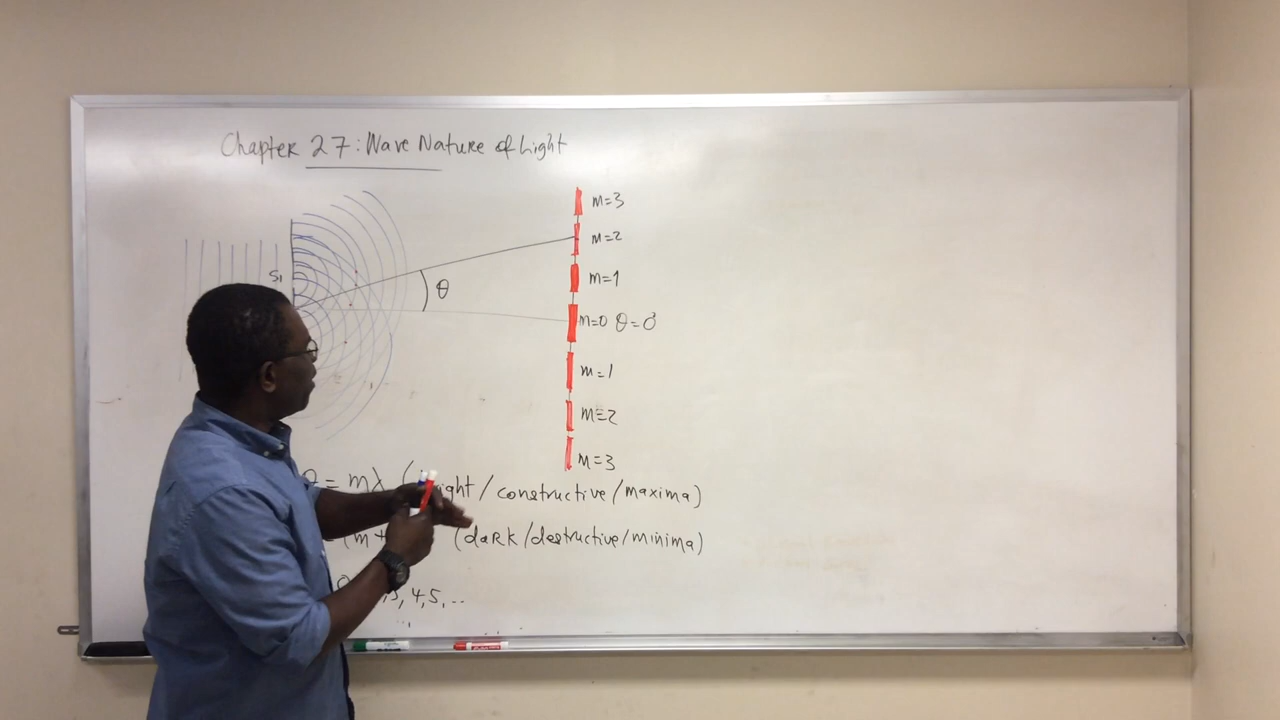 Chapter 27: Wave Nature of Light
m=3
m=2
S1
m=1
θ
m=0 θ=0°
m=1
m=2
m=3
θ = mλ (bright/constructive/maxima)
(m+ (dark/destructive/minima)
3, 4, 5, ..